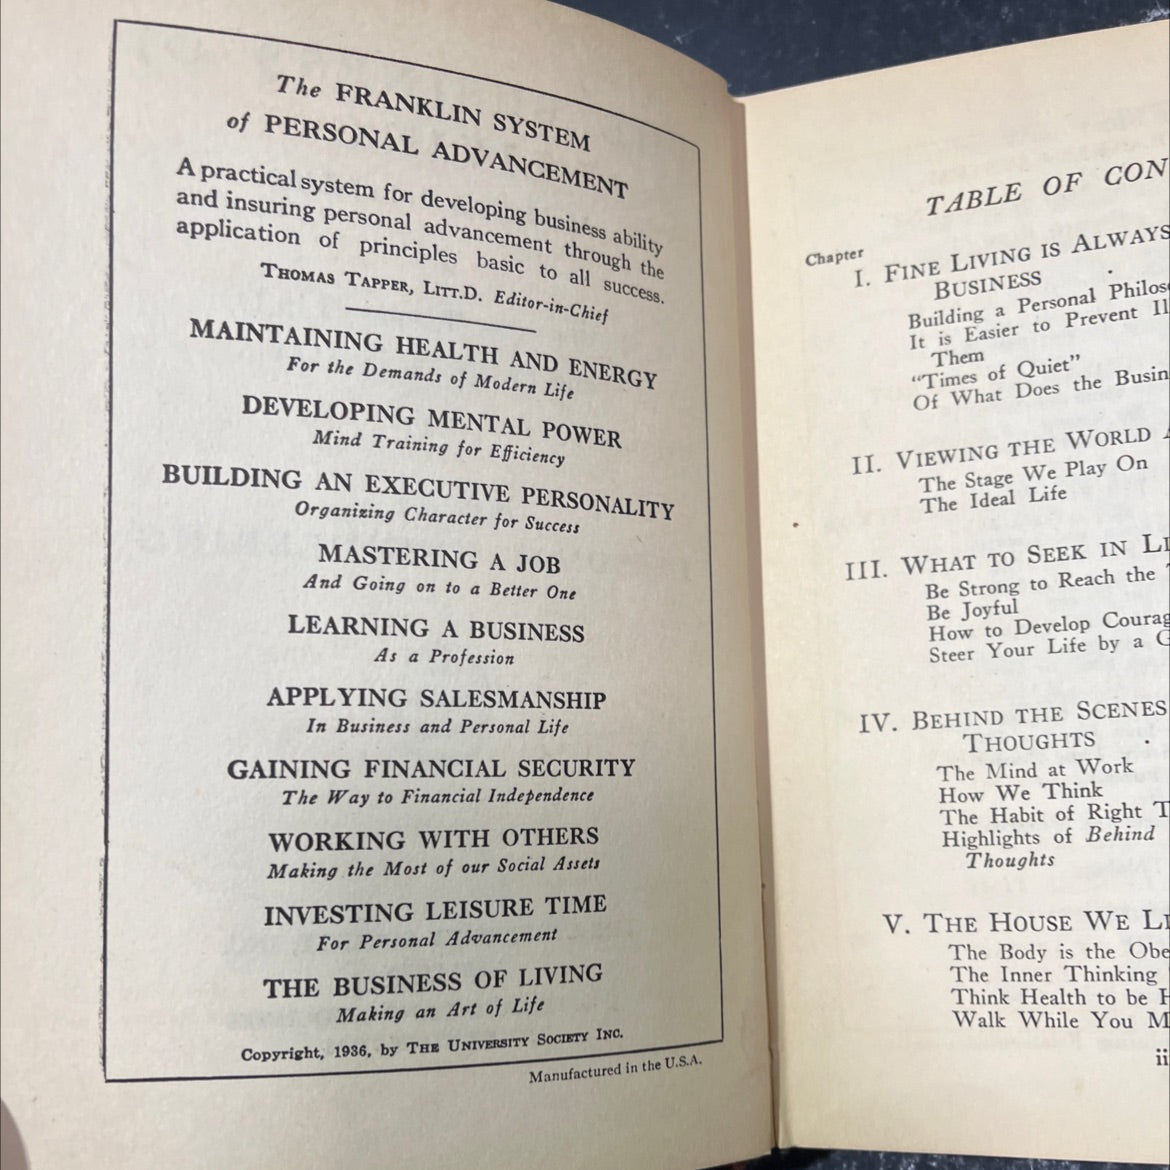 The FRANKLIN SYSTEM
of PERSONAL ADVANCEMENT
A practical system for developing business ability
and insuring personal advancement through the
application of principles basic to all success.
THOMAS TAPPER, LITT.D. Editor-in-Chief
MAINTAINING HEALTH AND ENERGY
For the Demands of Modern Life
DEVELOPING MENTAL POWER
Mind Training for Efficiency
BUILDING AN EXECUTIVE PERSONALITY
Organizing Character for Success
MASTERING A JOB
And Going on to a Better One
LEARNING A BUSINESS
As a Profession
APPLYING SALESMANSHIP
In Business and Personal Life
GAINING FINANCIAL SECURITY
The Way to Financial Independence
WORKING WITH OTHERS
Making the Most of our Social Assets
INVESTING LEISURE TIME
For Personal Advancement
THE BUSINESS OF LIVING
Making an Art of Life
Copyright, 1936, by THE UNIVERSITY SOCIETY INC.
Manufactured in the U.S.A.
TABLE OF CON
Chapter
I. FINE LIVING IS ALWAYS
BUSINESS
Building a Personal Philos
It is Easier to Prevent Il
Them
"Times of Quiet"
Of What Does the Busin
II. VIEWING THE WORLD
The Stage We Play On
The Ideal Life
III. WHAT TO SEEK IN LI
Be Strong to Reach the
Be Joyful
How to Develop Courag
Steer Your Life by a G
IV. BEHIND THE SCENES
THOUGHTS
The Mind at Work
How We Think
The Habit of Right T
Highlights of Behind
Thoughts
V. THE HOUSE WE LI
The Body is the Obe
The Inner Thinking
Think Health to be H
Walk While You M
ii